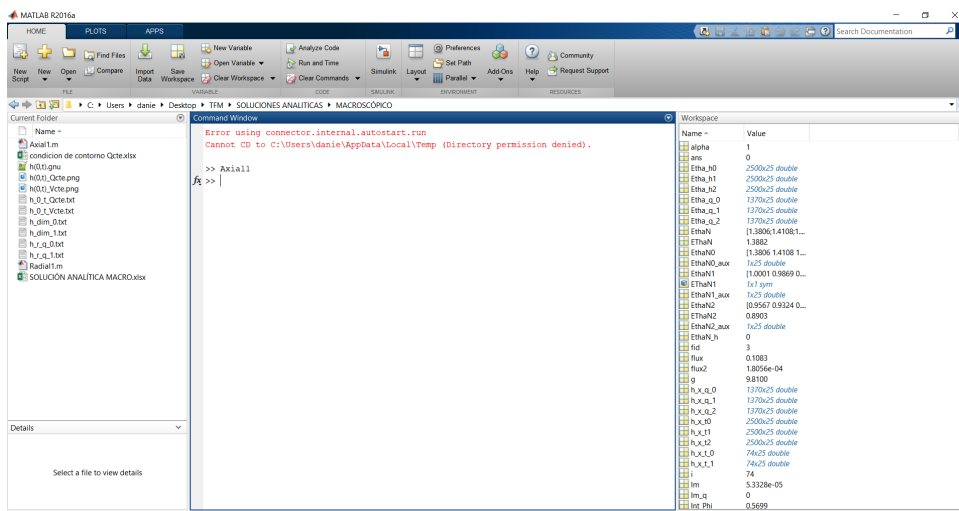 MATLAB R2016a
HOME PLOTS APPS
Search Documentation
New Script
New
Open
Find Files
Compare
Import Data
Save Workspace
New Variable
Open Variable
Clear Workspace
Analyze Code
Run and Time
Clear Commands
Simulink
Layout
Preferences
Set Path
Parallel
Add-Ons
Help
Community
Request Support
FILE VARIABLE CODE SIMULINK ENVIRONMENT RESOURCES
C: Users danie Desktop TFM SOLUCIONES ANALITICAS MACROSCÓPICO
Current Folder
Name
Axial1.m
condicion de contorno Qcte.xlsx
h(0,t).gnu
h(0,t)_Qcte.png
h(0,t)_Vcte.png
h_0_t_Qcte.txt
h_0_t_Vcte.txt
h_dim_0.txt
h_dim_1.txt
h_r_q_0.txt
h_r_q_1.txt
Radial1.m
SOLUCIÓN ANALÍTICA MACRO.xlsx
Details
Select a file to view details
Command Window
Error using connector.internal.autostart.run
Cannot CD to C:\Users\danie\AppData\Local\Temp (Directory permission denied).
>> Axial1
fx >>
Workspace
Name Value
alpha 1
ans 0
Etha_h0 2500x25 double
Etha_h1 2500x25 double
Etha_h2 2500x25 double
Etha_q_0 1370x25 double
Etha_q_1 1370x25 double
Etha_q_2 1370x25 double
EthaN [1.3806;1.4108;1....
EThaN 1.3882
EthaN0 [1.3806 1.4108 1....
EthaN0_aux 1x25 double
EthaN1 [1.0001 0.9869 0....
EThaN1 1x1 sym
EthaN1_aux 1x25 double
EthaN2 [0.9567 0.9324 0....
EThaN2 0.8903
EthaN2_aux 1x25 double
EthaN_h 0
fid 3
flux 0.1083
flux2 1.8056e-04
g 9.8100
h_x_q_0 1370x25 double
h_x_q_1 1370x25 double
h_x_q_2 1370x25 double
h_x_t0 2500x25 double
h_x_t1 2500x25 double
h_x_t2 2500x25 double
h_x_t_0 74x25 double
h_x_t_1 74x25 double
i 74
Im 5.3328e-05
Im_q 0
Int_Phi 0.5699